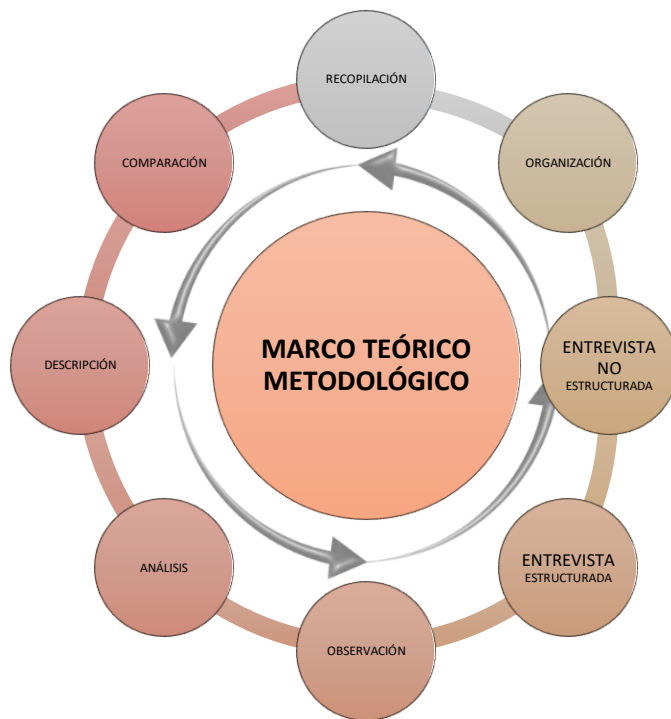 RECOPILACIÓN
COMPARACIÓN
ORGANIZACIÓN
MARCO TEÓRICO
METODOLÓGICO
DESCRIPCIÓN
ENTREVISTA
NO
ESTRUCTURADA
ANÁLISIS
ENTREVISTA
ESTRUCTURADA
OBSERVACIÓN